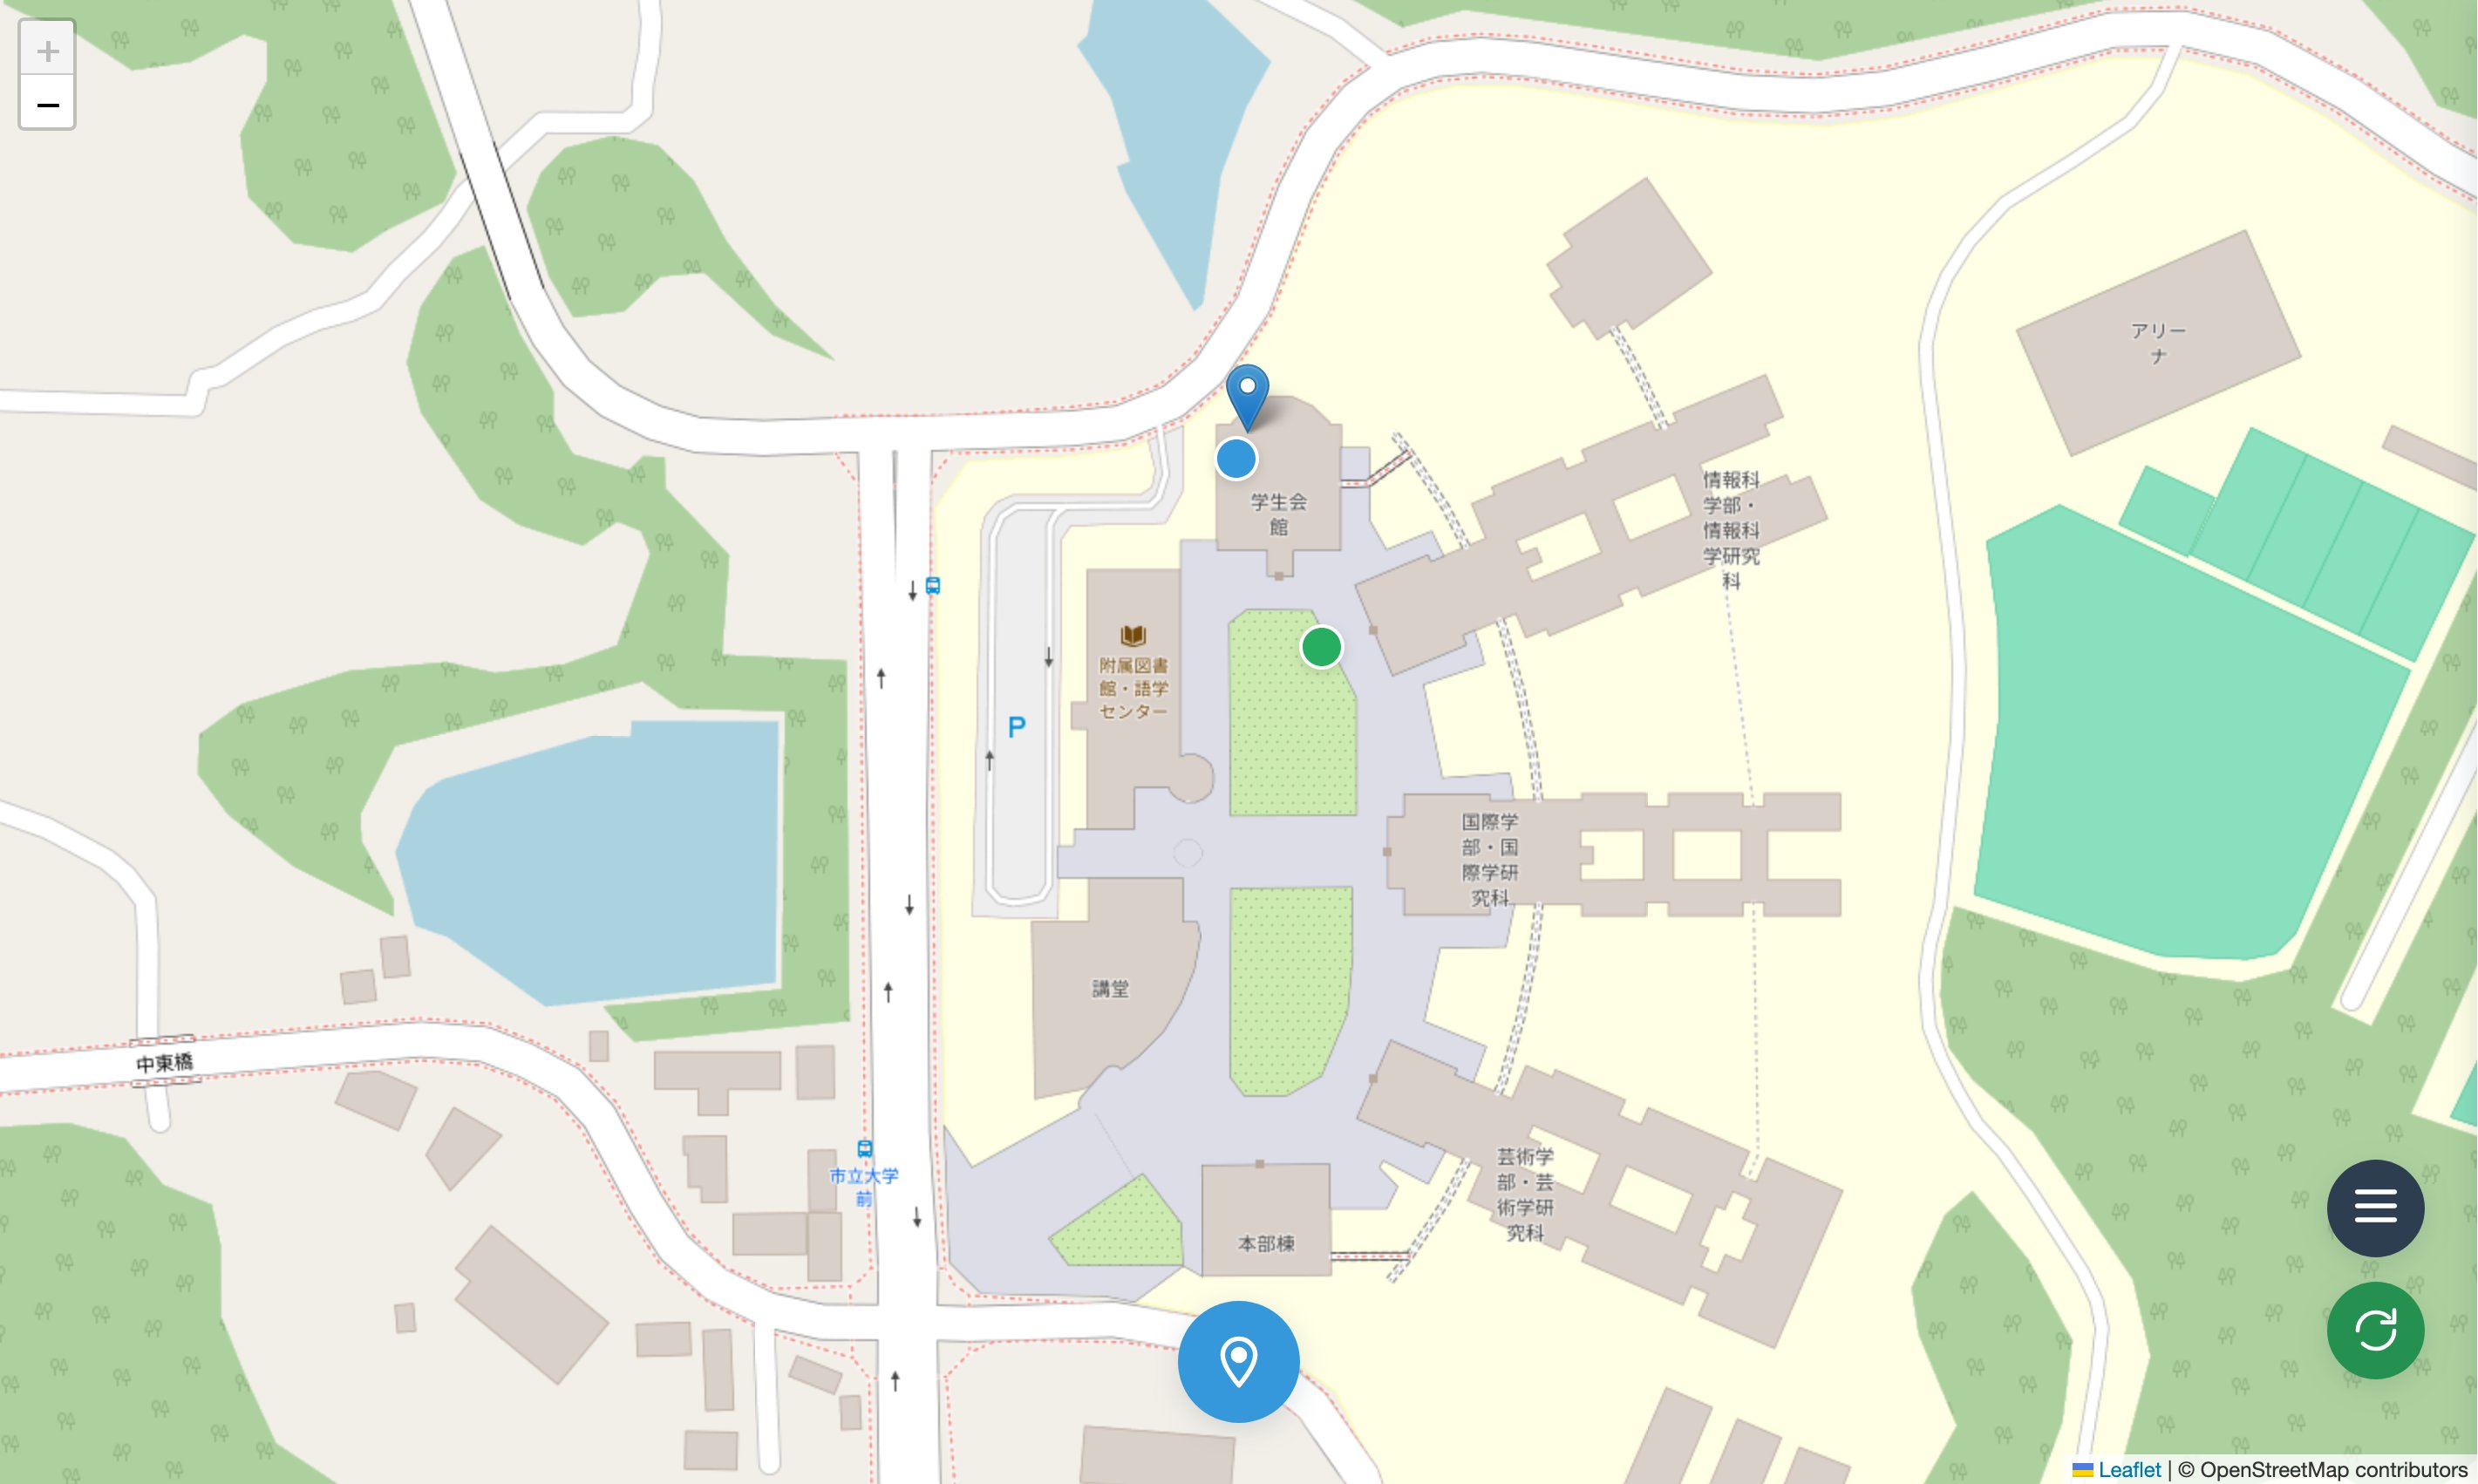 +
−
アリー
ナ
情報科
学部・
情報科
学研究
科
学生会
館
附属図書
館・語学
センター
P
国際学
部・国
際学研
究科
講堂
中東橋
市立大学
前
芸術学
部・芸
術学研
究科
本部棟
Leaflet | © OpenStreetMap contributors